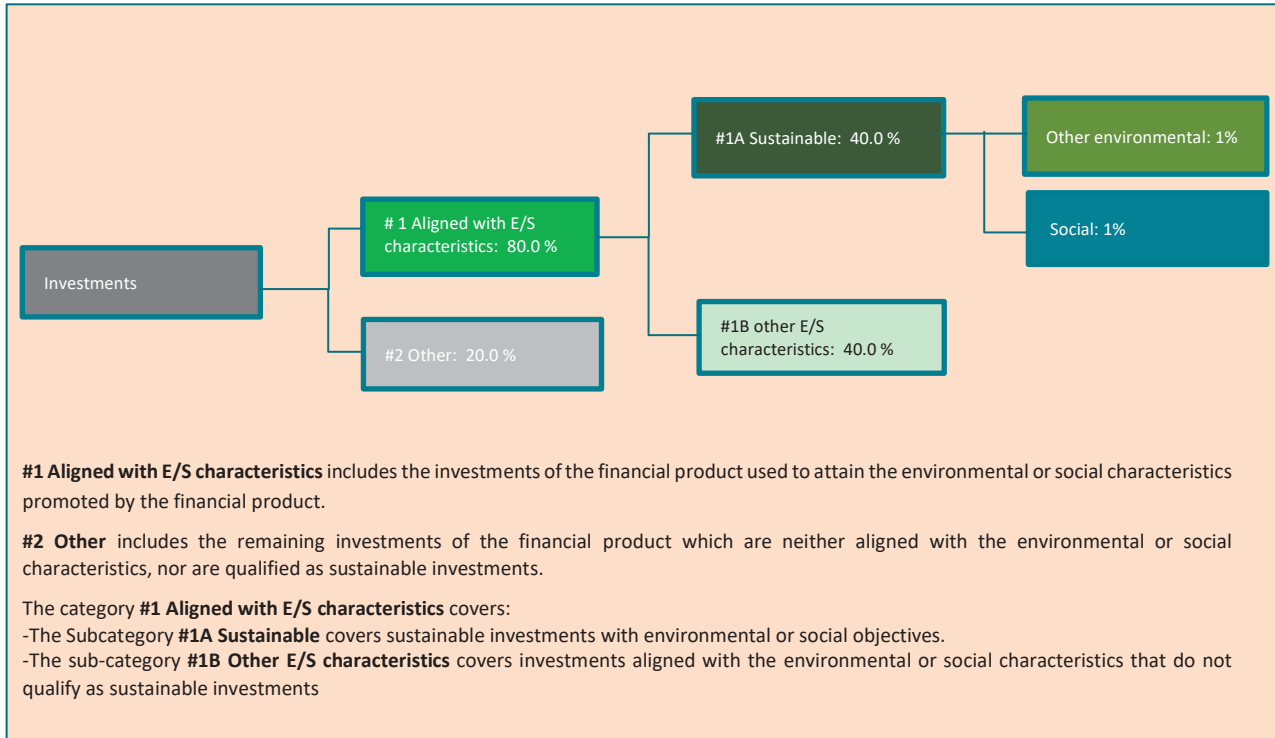 #1A Sustainable: 40.0 %
Other environmental: 1%
# 1 Aligned with E/S
characteristics: 80.0 %
Social: 1%
Investments
#1B other E/S
characteristics: 40.0 %
#2 Other: 20.0 %
#1 Aligned with E/S characteristics includes the investments of the financial product used to attain the environmental or social characteristics
promoted by the financial product.
#2 Other includes the remaining investments of the financial product which are neither aligned with the environmental or social
characteristics, nor are qualified as sustainable investments.
The category #1 Aligned with E/S characteristics covers:
-The Subcategory #1A Sustainable covers sustainable investments with environmental or social objectives.
-The sub-category #1B Other E/S characteristics covers investments aligned with the environmental or social characteristics that do not
qualify as sustainable investments